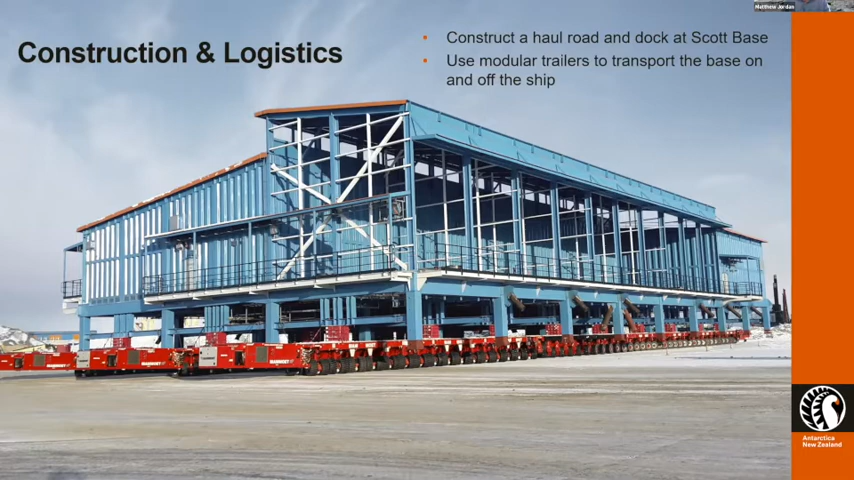 Matthew Jordan
Construction & Logistics
• Construct a haul road and dock at Scott Base
• Use modular trailers to transport the base on
and off the ship
Antarctica
New Zealand